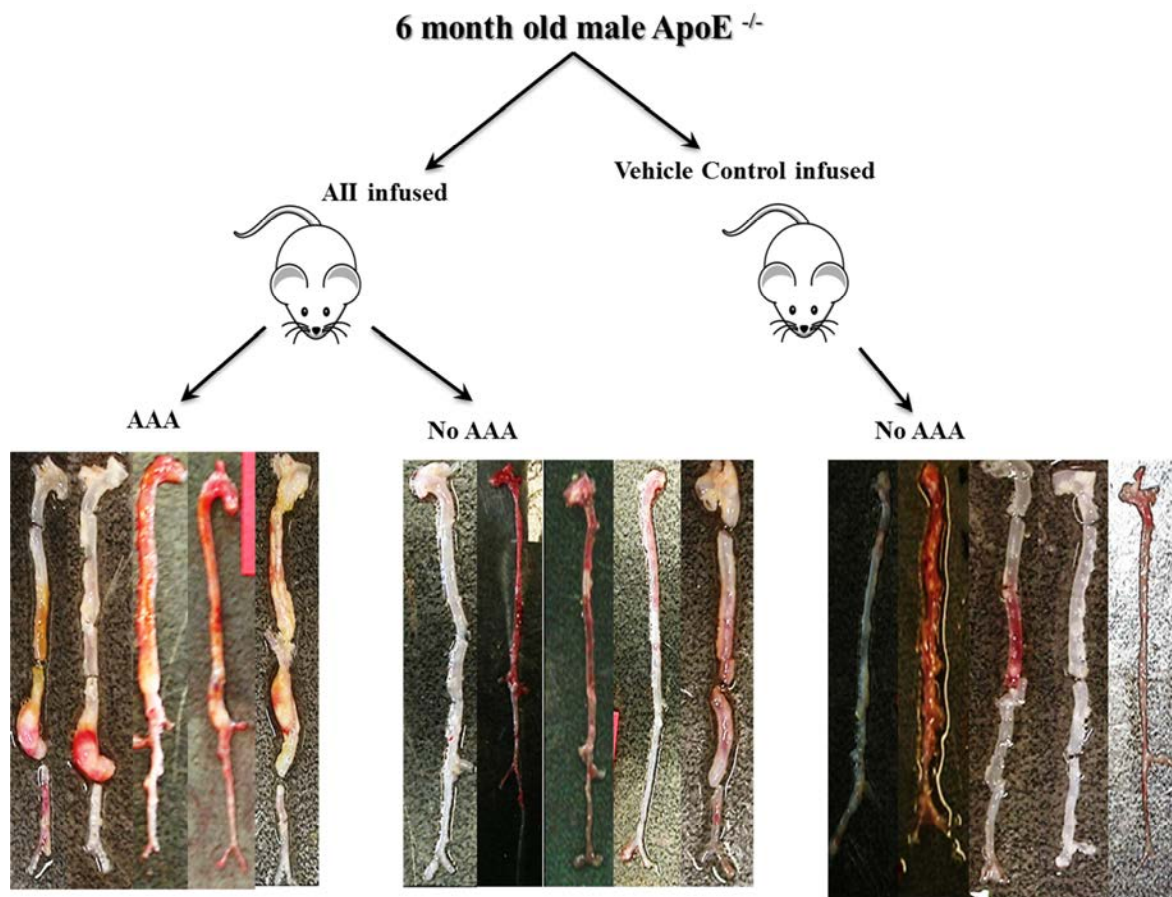 6 month old male ApoE -/-
AII infused
Vehicle Control infused
AAA
No AAA
No AAA